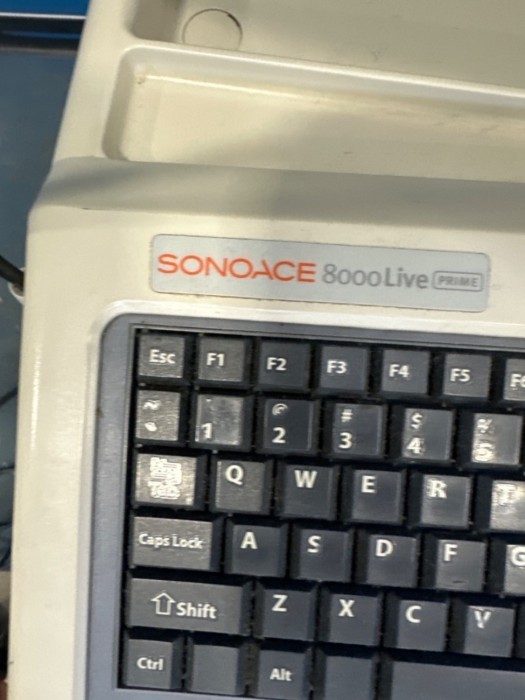 SONOACE 8000Live PRIME
Esc F1 F2 F3 F4 F5
~ @ # $ %
1 2 3 4 5
Tab Q W E R T
Caps Lock A S D F G
Shift Z X C V
Ctrl Alt